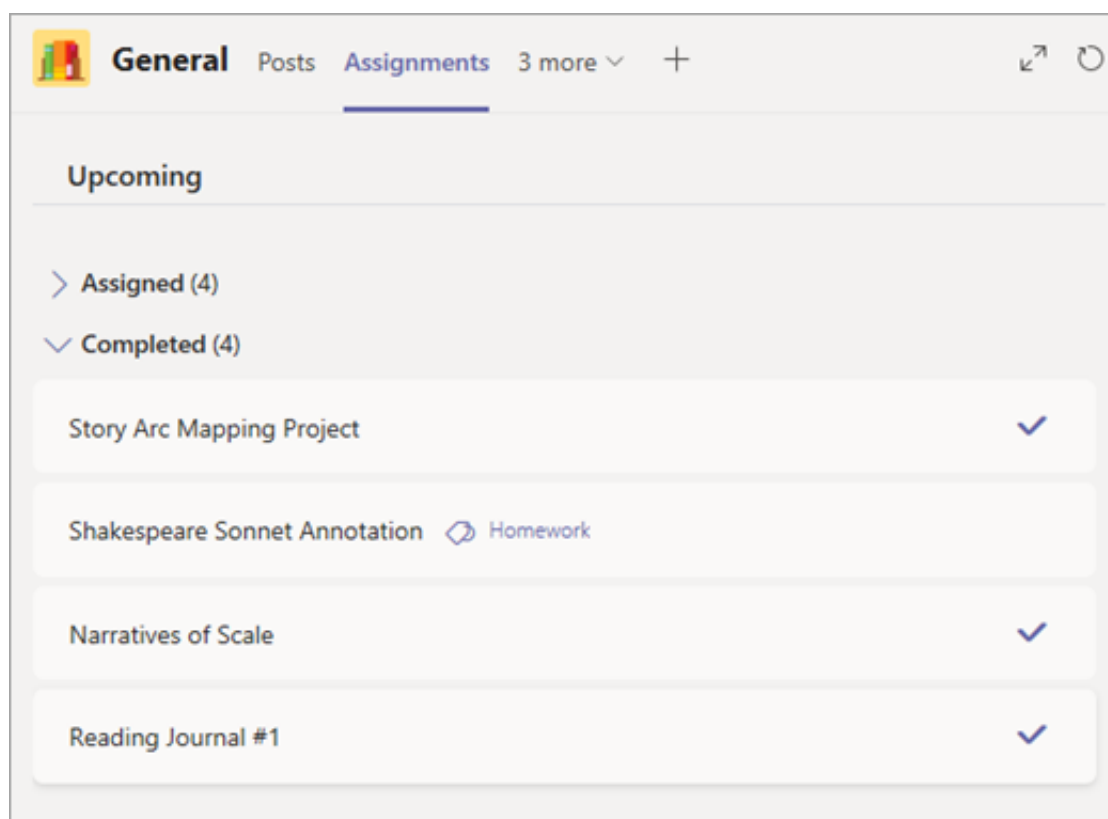 General Posts Assignments 3 more
Upcoming
Assigned (4)
Completed (4)
Story Arc Mapping Project
Shakespeare Sonnet Annotation Homework
Narratives of Scale
Reading Journal #1